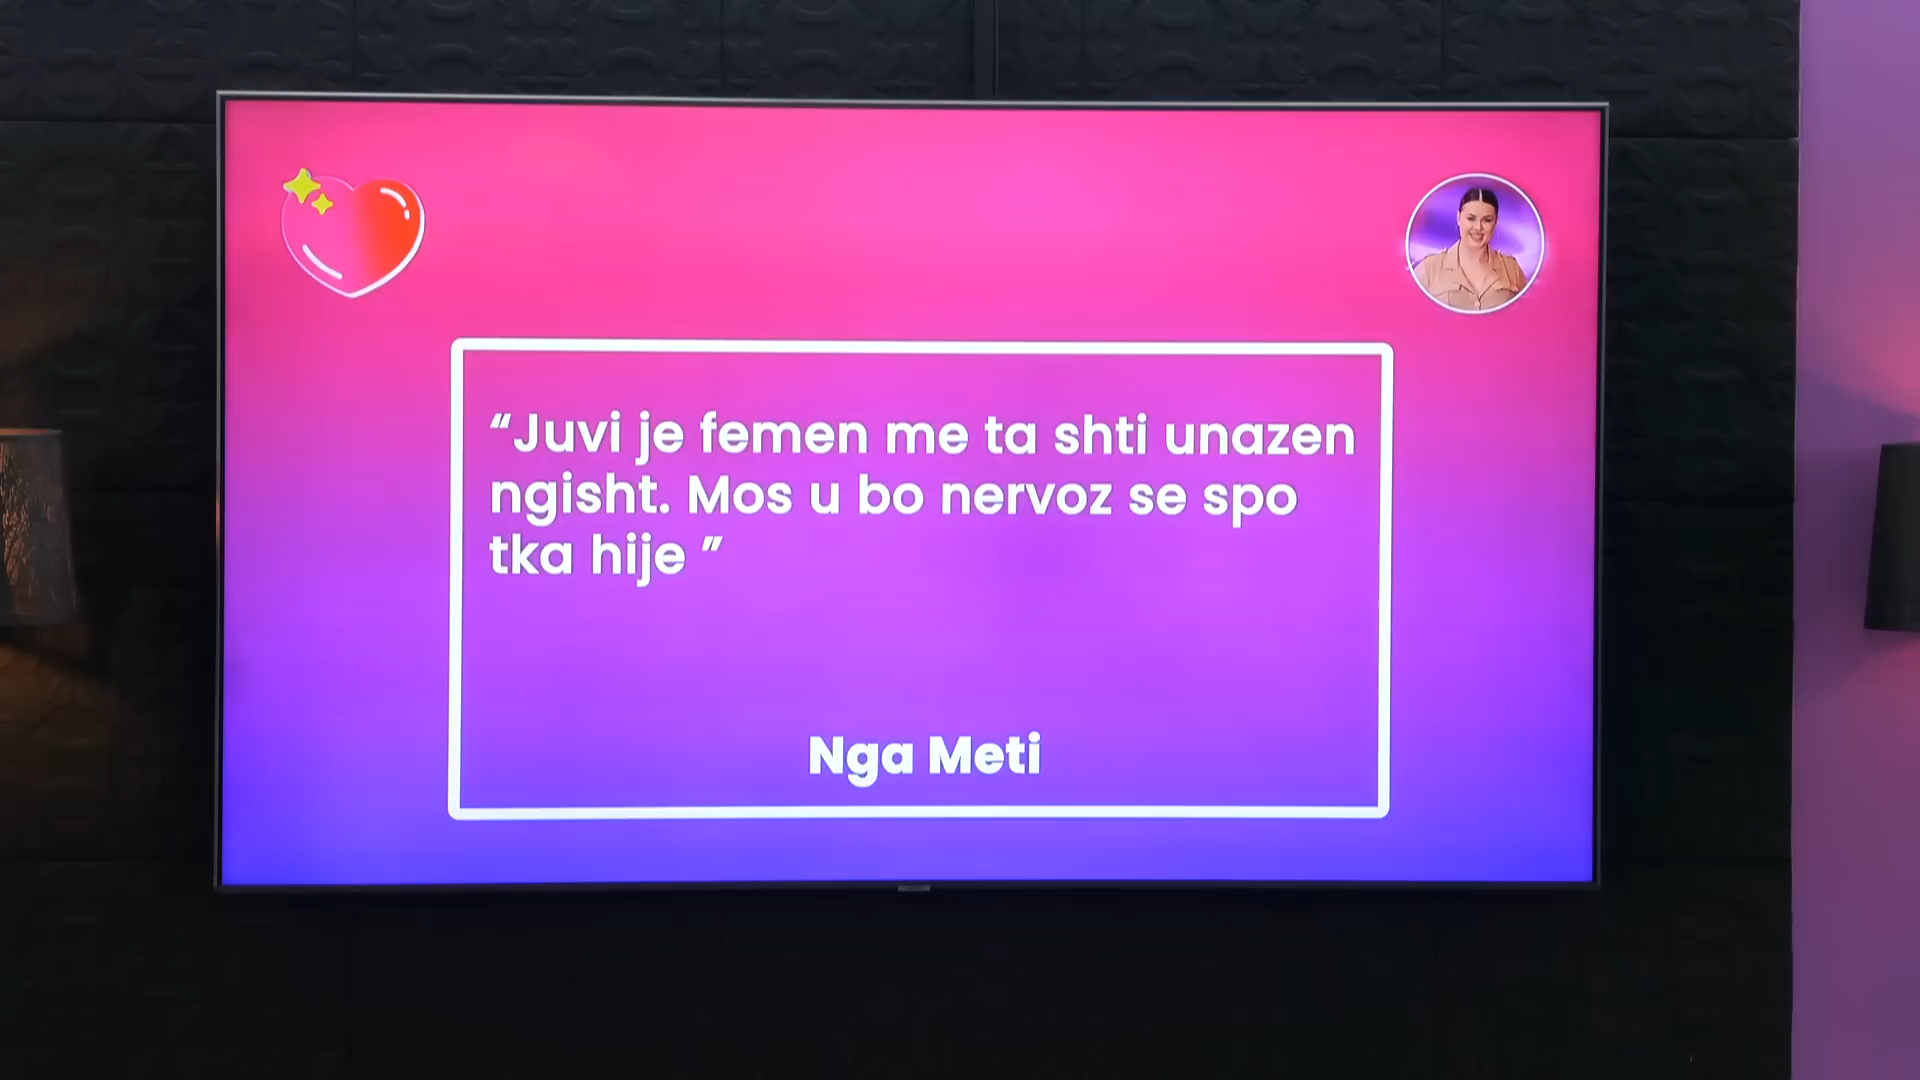 “Juvi je femen me ta shti unazen
ngisht. Mos u bo nervoz se spo
tka hije ”
Nga Meti